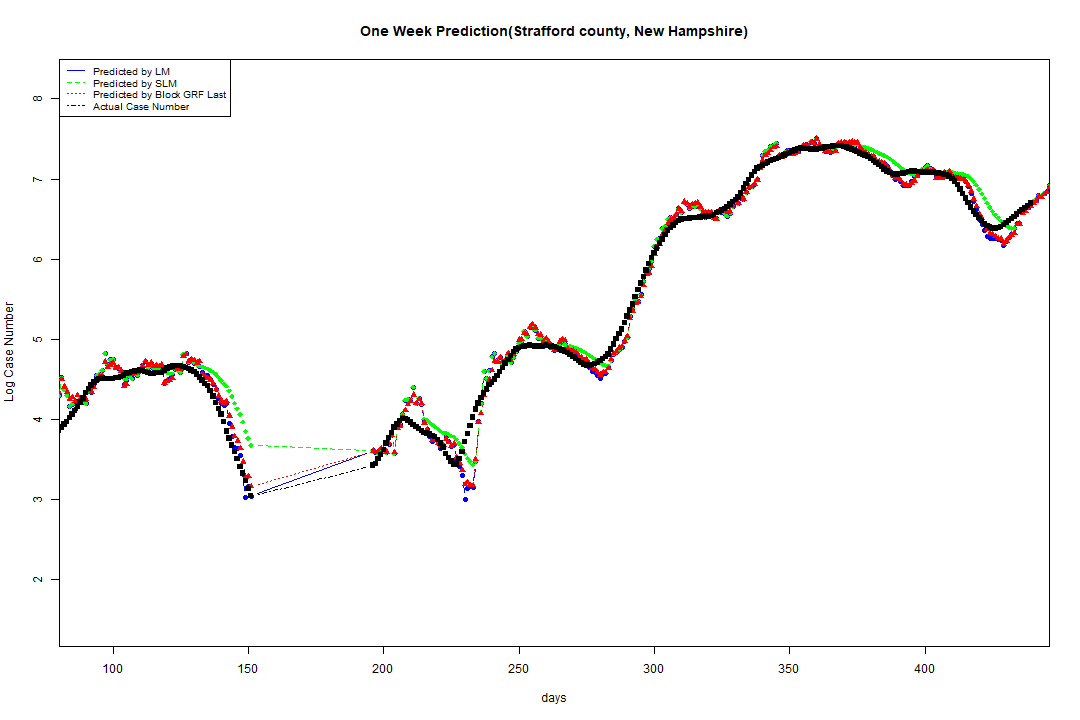 One Week Prediction(Strafford county, New Hampshire)
Predicted by LM
Predicted by SLM
Predicted by Block GRF Last
Actual Case Number
8
7
6
5
4
3
2
Log Case Number
100 150 200 250 300 350 400
days